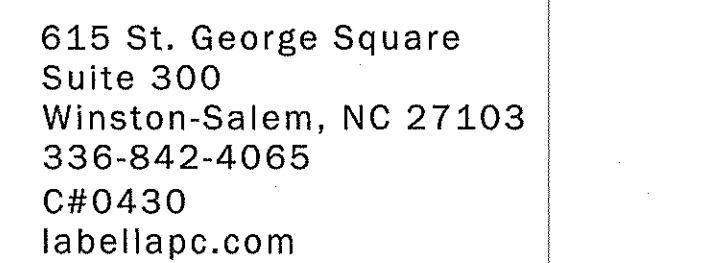 615 St. George Square
Suite 300
Winston-Salem, NC 27103
336-842-4065
C#0430
labellapc.com